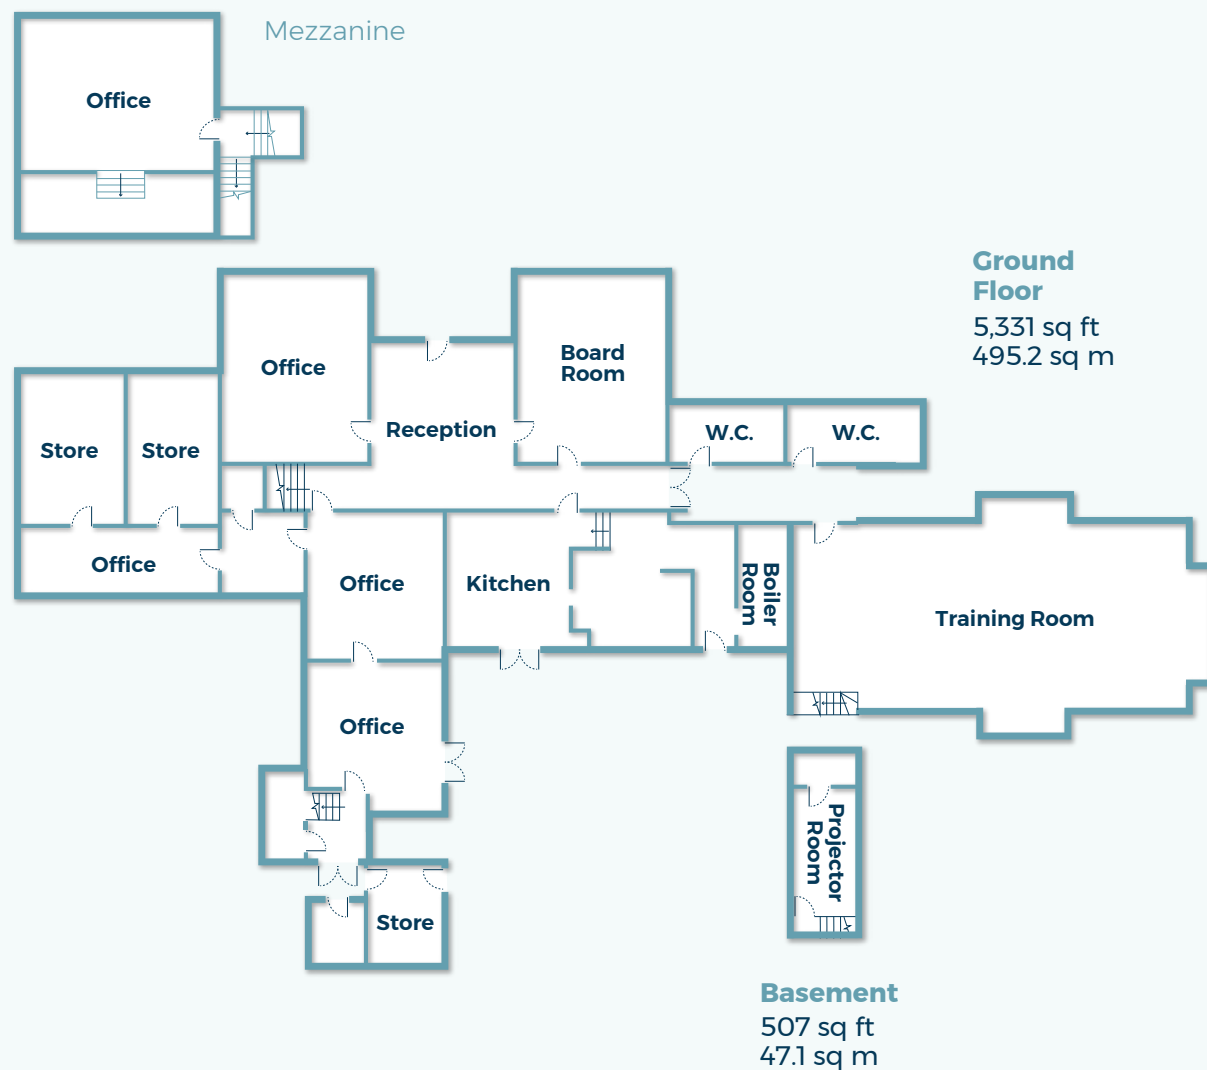 Mezzanine
Office
Ground
Floor
5,331 sq ft
495.2 sq m
Office
Board
Room
Reception
W.C.
W.C.
Store
Store
Office
Office
Kitchen
Boiler
Room
Training Room
Office
Projector
Room
Store
Basement
507 sq ft
47.1 sq m